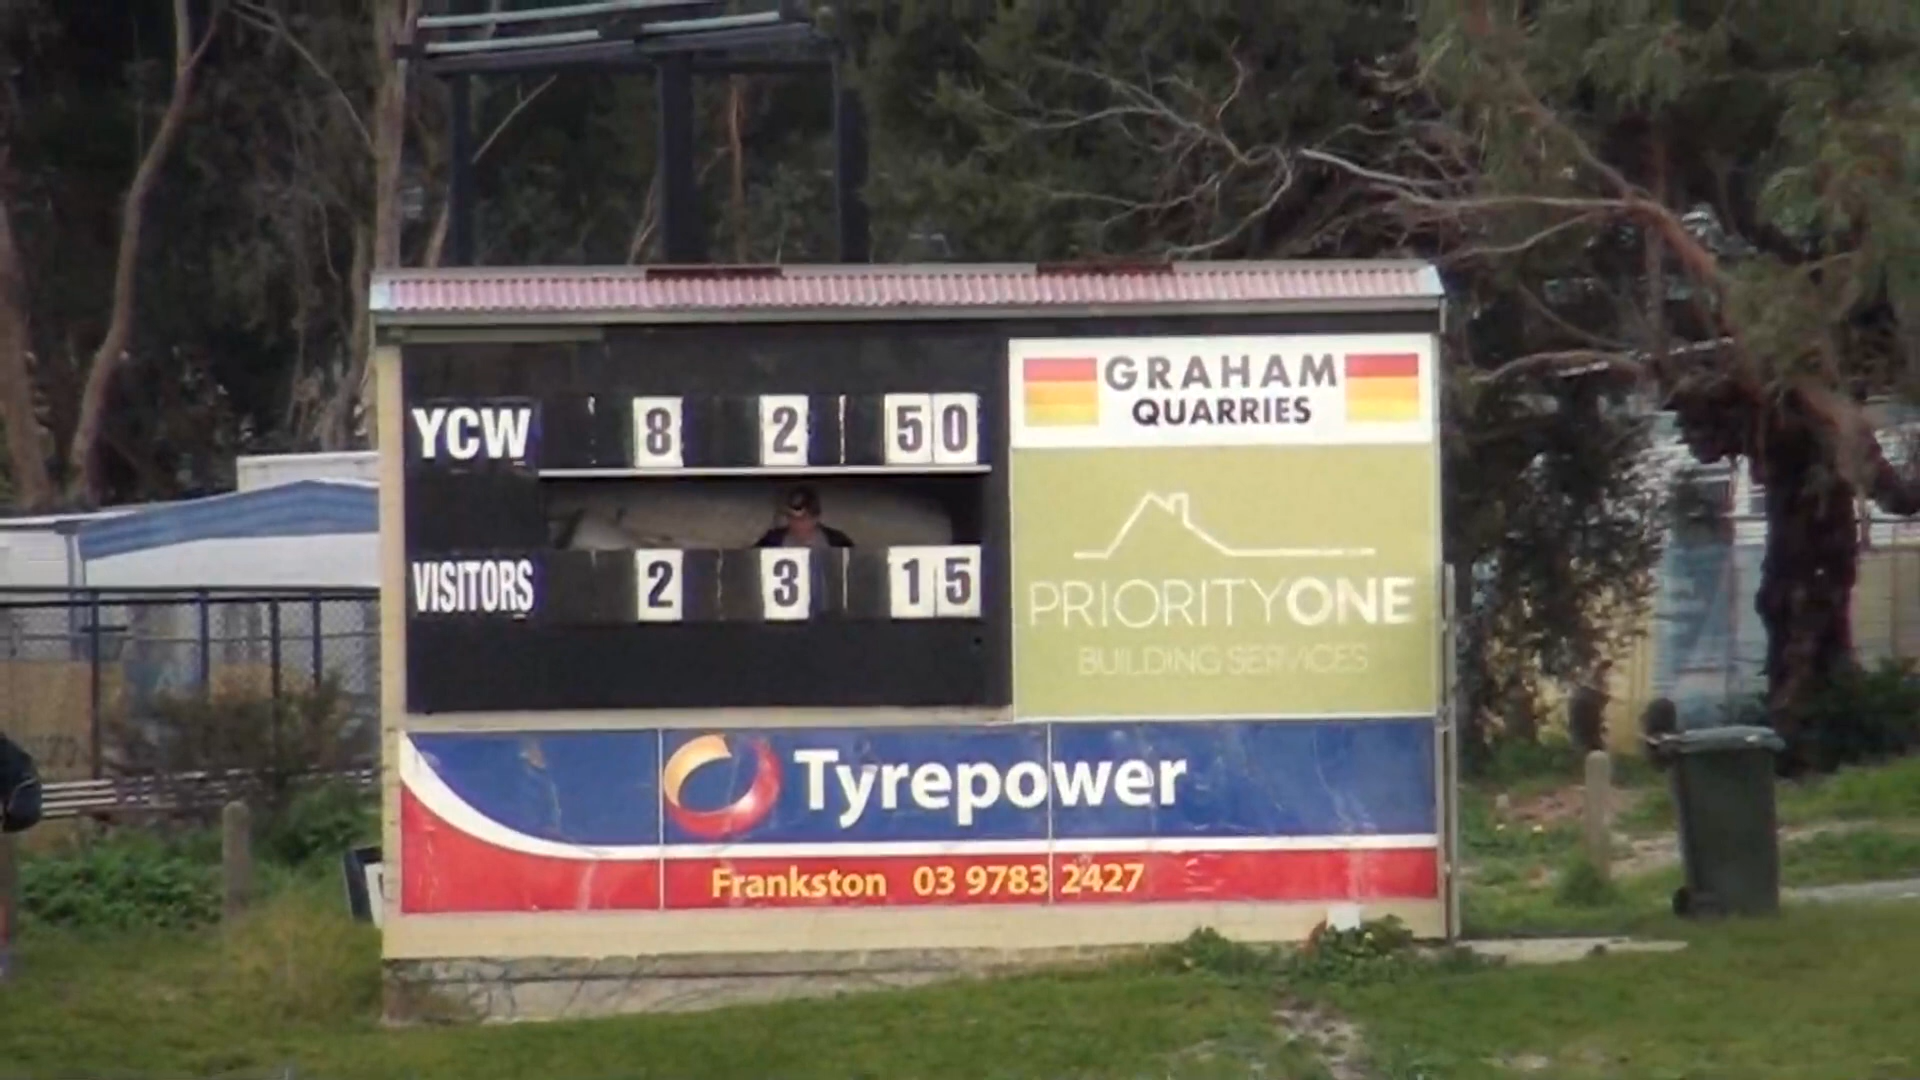 YCW 8 2 50
VISITORS 2 3 15
GRAHAM
QUARRIES
PRIORITYONE
BUILDING SERVICES
Tyrepower
Frankston 03 9783 2427